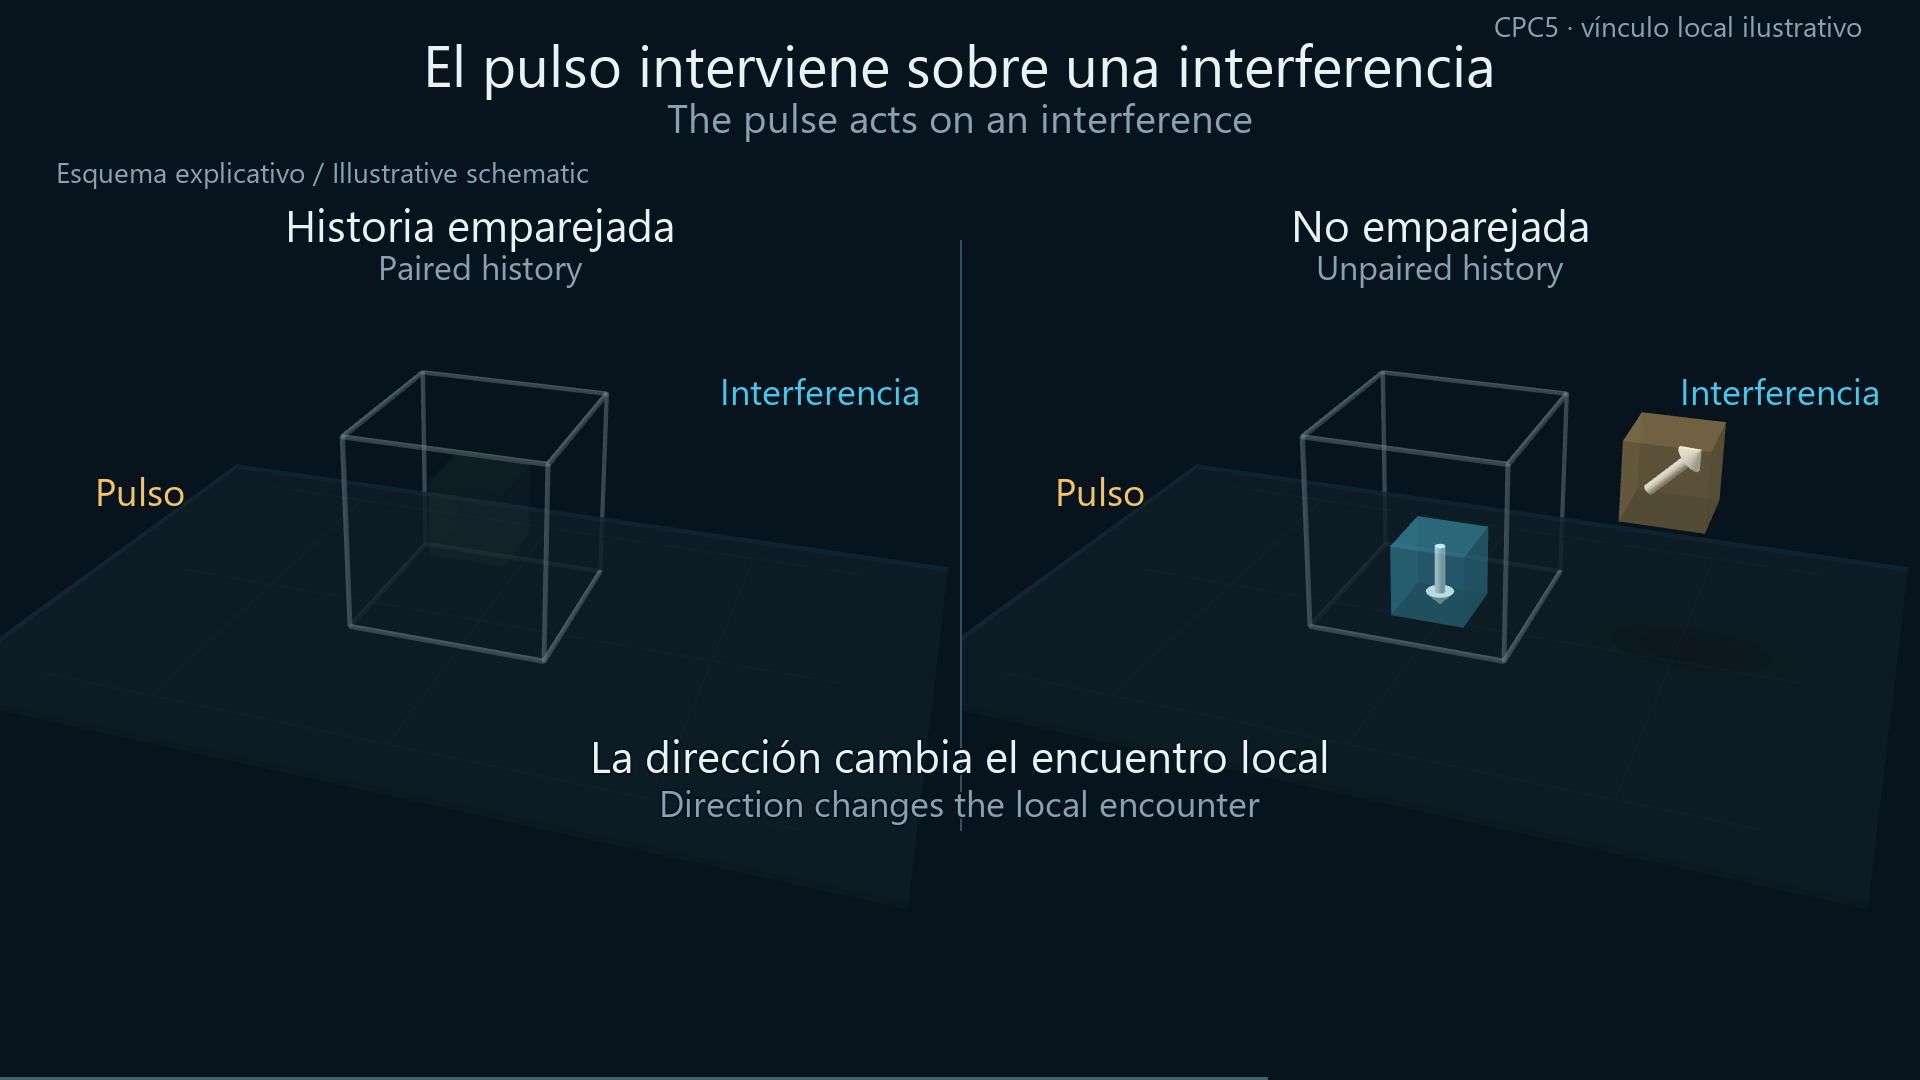 CPC5 · vínculo local ilustrativo
El pulso interviene sobre una interferencia
The pulse acts on an interference
Esquema explicativo / Illustrative schematic
Historia emparejada
Paired history
No emparejada
Unpaired history
Interferencia
Pulso
Interferencia
Pulso
La dirección cambia el encuentro local
Direction changes the local encounter